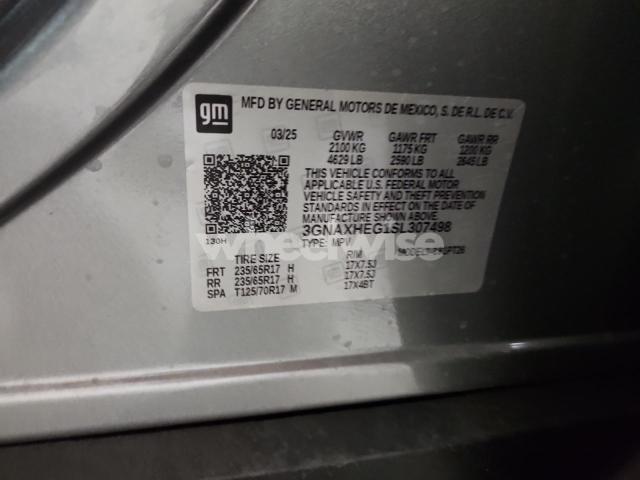 gm
MFD BY GENERAL MOTORS DE MEXICO, S. DE R.L. DE C.V.
03/25 GVWR GAWR FRT GAWR RR
2100 KG 1175 KG 1200 KG
4629 LB 2590 LB 2645 LB
THIS VEHICLE CONFORMS TO ALL
APPLICABLE U.S. FEDERAL MOTOR
VEHICLE SAFETY AND THEFT PREVENTION
STANDARDS IN EFFECT ON THE DATE OF
MANUFACTURE SHOWN ABOVE
3GNAXHEG1SL307498
130H
TYPE: MPV MODEL:
wheelwise
TIRE SIZE RIM
FRT 235/65R17 H 17X7.5J
RR 235/65R17 H 17X7.5J
SPA T125/70R17 M 17X4BT